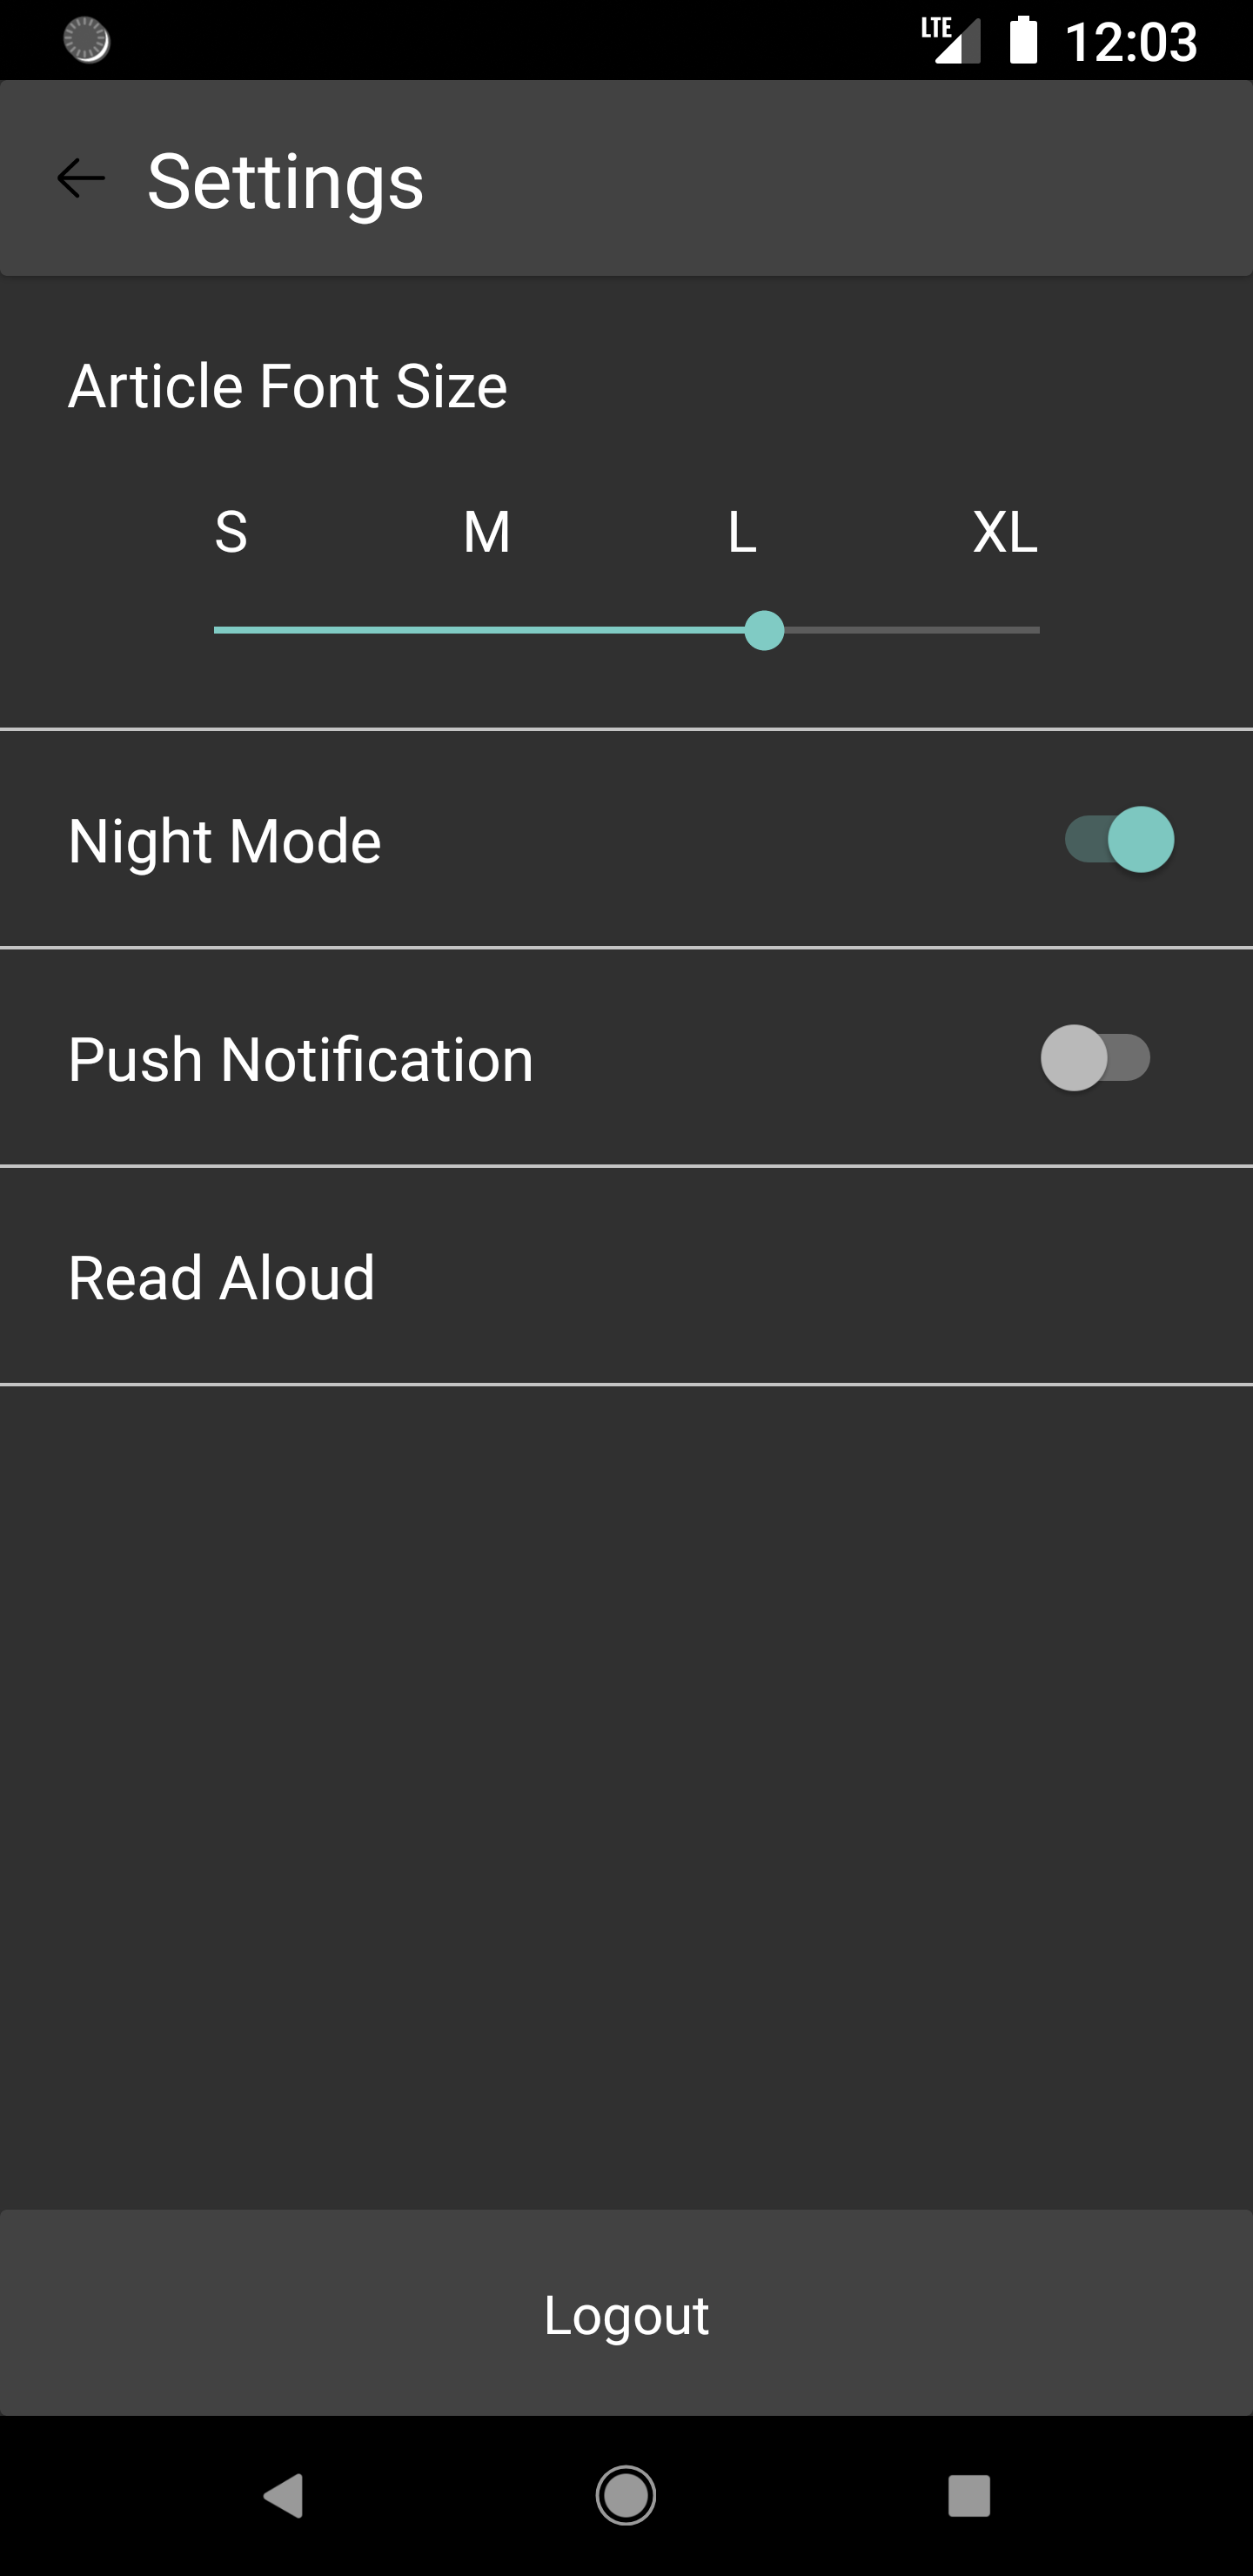 LTE 12:03
Settings
Article Font Size
S M L XL
Night Mode
Push Notification
Read Aloud
Logout